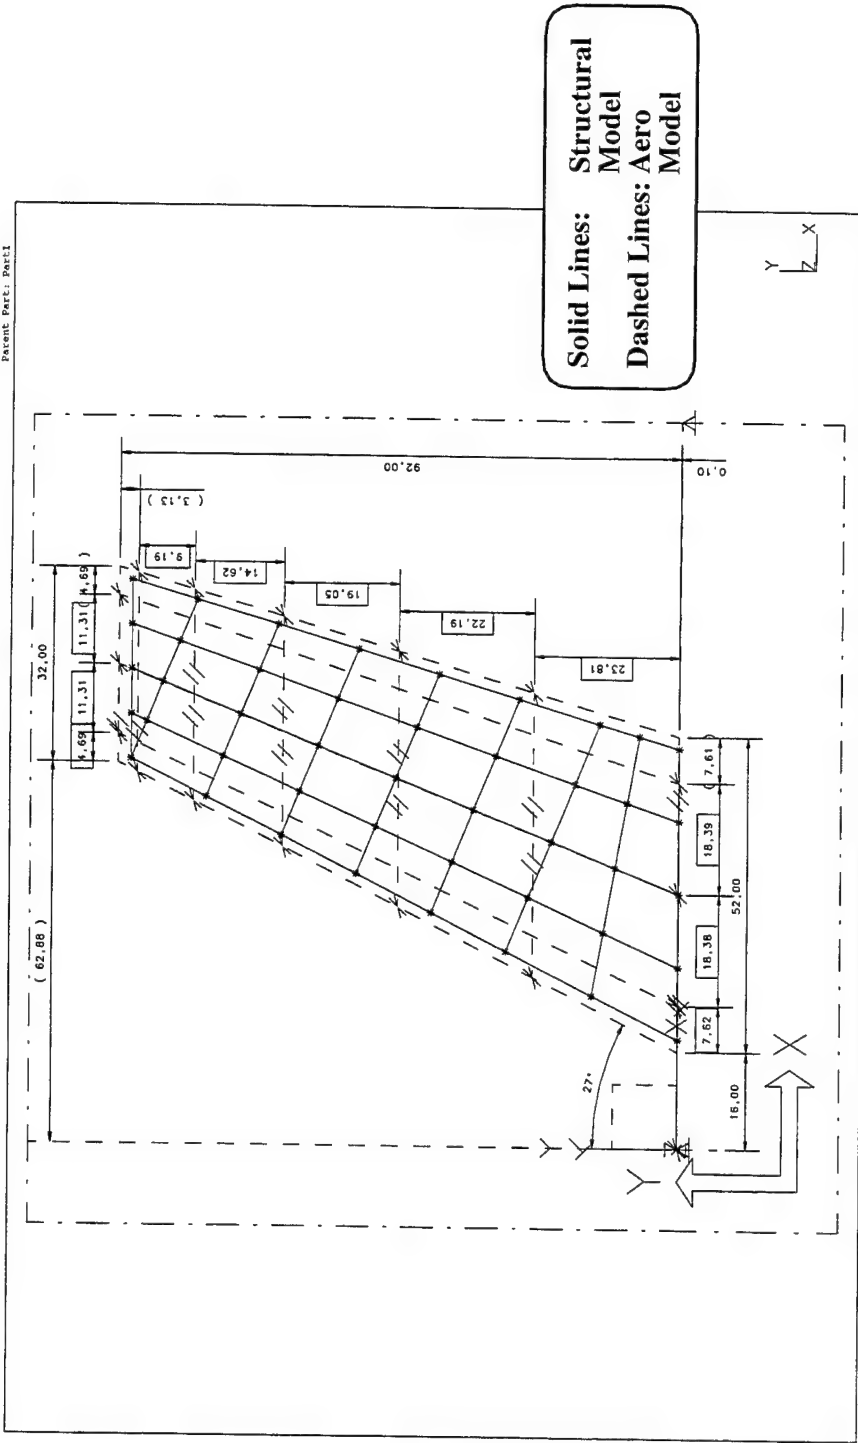 Parent Part: Part1
Solid Lines: Structural
Model
Dashed Lines: Aero
Model
Y
Z X
32,00
( 62,88 )
4,69
11,31
11,31
( 4,69 )
( 3,13 )
9,19
14,62
19,05
22,19
23,81
92,00
0,10
27°
7,62
18,38
18,39
( 7,61 )
52,00
16,00
Y
X